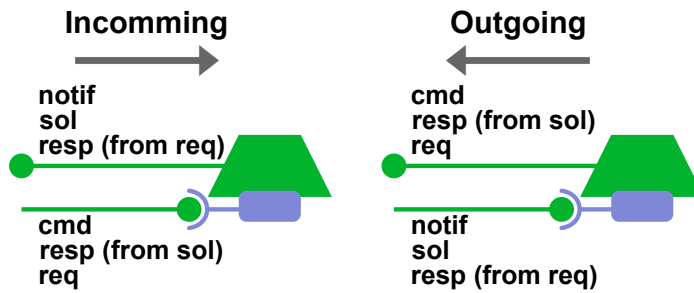 Incomming
notif
sol
resp (from req)
cmd
resp (from sol)
req
Outgoing
cmd
resp (from sol)
req
notif
sol
resp (from req)